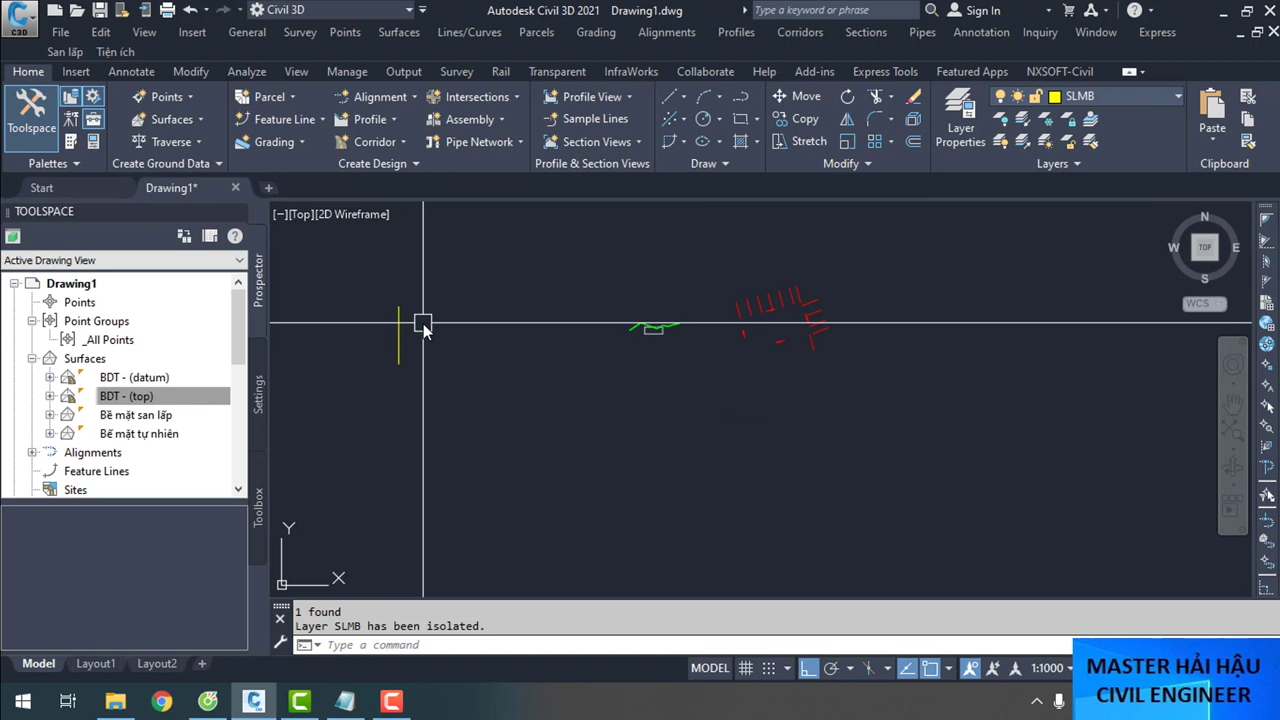 Civil 3D
Autodesk Civil 3D 2021 Drawing1.dwg
Type a keyword or phrase
Sign In
C3D
File Edit View Insert General Survey Points Surfaces Lines/Curves Parcels Grading Alignments Profiles Corridors Sections Pipes Annotation Inquiry Window Express
San lấp Tiện ích
Home Insert Annotate Modify Analyze View Manage Output Survey Rail Transparent InfraWorks Collaborate Help Add-ins Express Tools Featured Apps NXSOFT-Civil
Points Parcel Alignment Intersections Profile View Move SLMB
Toolspace Surfaces Feature Line Profile Assembly Sample Lines Copy Layer Properties Paste
Traverse Grading Corridor Pipe Network Section Views Stretch
Palettes Create Ground Data Create Design Profile & Section Views Draw Modify Layers Clipboard
Start Drawing1*
TOOLSPACE
[−][Top][2D Wireframe]
N
W TOP E
S
WCS
Active Drawing View
Drawing1
Points
Point Groups
_All Points
Surfaces
BDT - (datum)
BDT - (top)
Bề mặt san lấp
Bế mặt tự nhiên
Alignments
Feature Lines
Sites
Prospector
Settings
Toolbox
Y
X
1 found
Layer SLMB has been isolated.
Type a command
Model Layout1 Layout2
MODEL 1:1000
MASTER HẢI HẬU
CIVIL ENGINEER